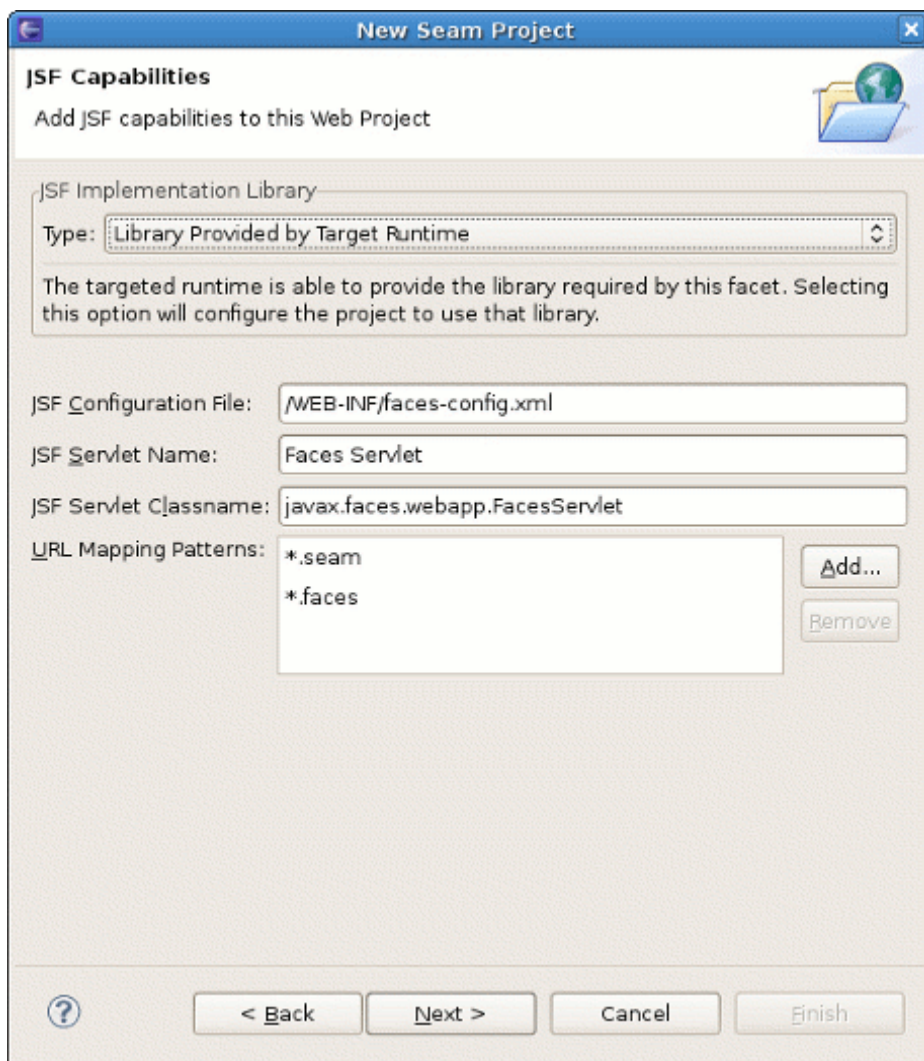 New Seam Project
JSF Capabilities
Add JSF capabilities to this Web Project
JSF Implementation Library
Type: Library Provided by Target Runtime
The targeted runtime is able to provide the library required by this facet. Selecting
this option will configure the project to use that library.
JSF Configuration File: /WEB-INF/faces-config.xml
JSF Servlet Name: Faces Servlet
JSF Servlet Classname: javax.faces.webapp.FacesServlet
URL Mapping Patterns: *.seam
Add...
*.faces
Remove
? < Back Next > Cancel Finish